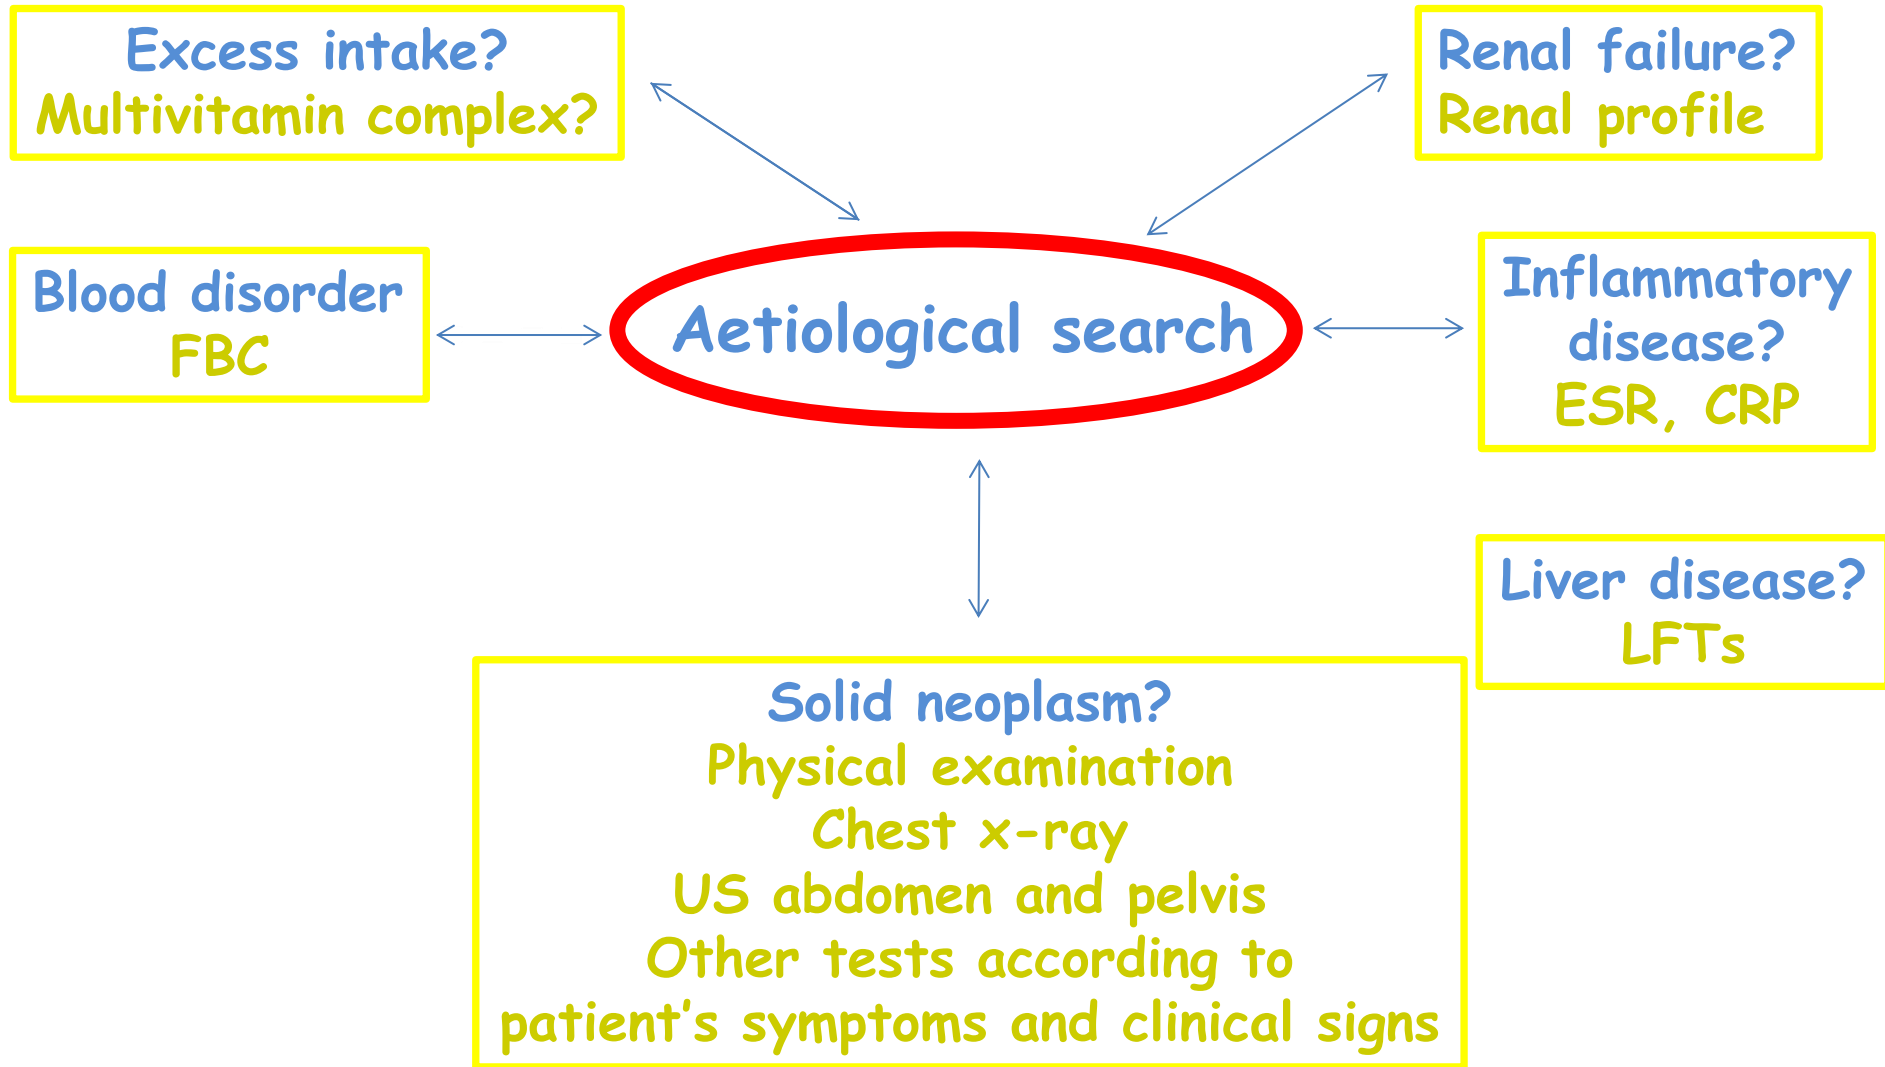 Excess intake?
Multivitamin complex?
Renal failure?
Renal profile
Blood disorder
FBC
Aetiological search
Inflammatory
disease?
ESR, CRP
Liver disease?
LFTs
Solid neoplasm?
Physical examination
Chest x-ray
US abdomen and pelvis
Other tests according to
patient’s symptoms and clinical signs